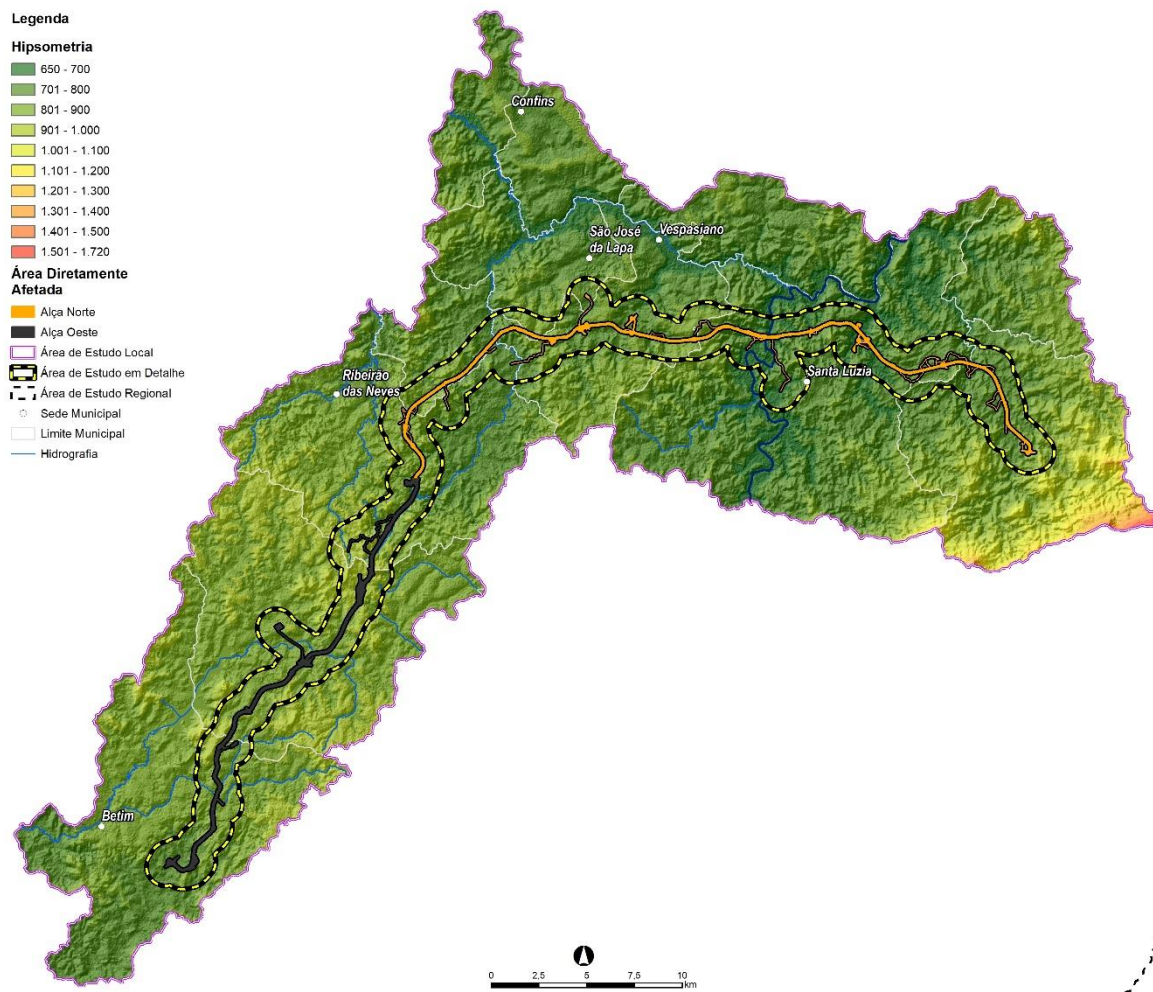 Legenda
Hipsometria
650 - 700
701 - 800
801 - 900
901 - 1.000
1.001 - 1.100
1.101 - 1.200
1.201 - 1.300
1.301 - 1.400
1.401 - 1.500
1.501 - 1.720
Área Diretamente
Afetada
Alça Norte
Alça Oeste
Área de Estudo Local
Área de Estudo em Detalhe
Área de Estudo Regional
Sede Municipal
Limite Municipal
Hidrografia
Confins
São José
da Lapa
Vespasiano
Ribeirão
das Neves
Santa Lúzia
Betim
0 2,5 5 7,5 10
km